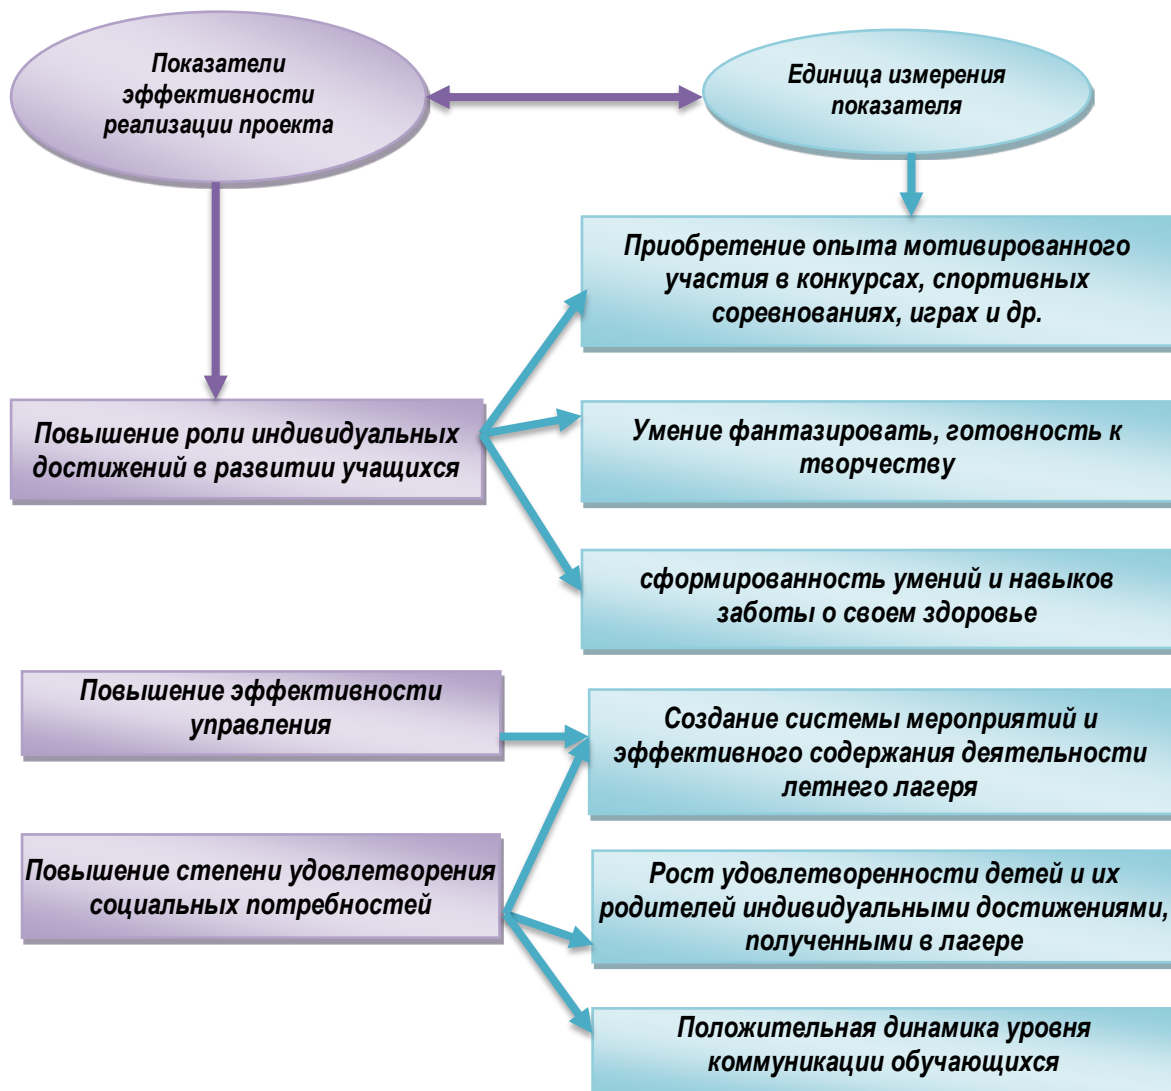 Показатели
эффективности
реализации проекта
Единица измерения
показателя
Приобретение опыта мотивированного
участия в конкурсах, спортивных
соревнованиях, играх и др.
Повышение роли индивидуальных
достижений в развитии учащихся
Умение фантазировать, готовность к
творчеству
сформированность умений и навыков
заботы о своем здоровье
Повышение эффективности
управления
Создание системы мероприятий и
эффективного содержания деятельности
летнего лагеря
Повышение степени удовлетворения
социальных потребностей
Рост удовлетворенности детей и их
родителей индивидуальными достижениями,
полученными в лагере
Положительная динамика уровня
коммуникации обучающихся